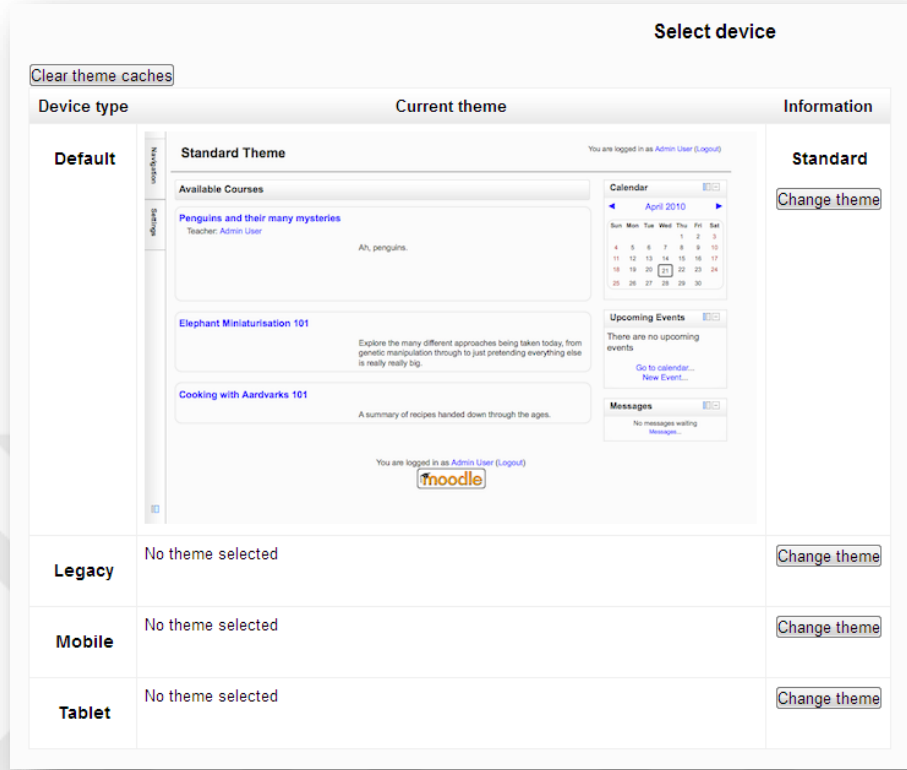 Select device
Clear theme caches
Device type Current theme Information
Default
Navigation
Settings
Standard Theme
You are logged in as Admin User (Logout)
Available Courses
Penguins and their many mysteries
Teacher: Admin User
Ah, penguins.
Elephant Miniaturisation 101
Explore the many different approaches being taken today, from
genetic manipulation through to just pretending everything else
is really really big.
Cooking with Aardvarks 101
A summary of recipes handed down through the ages.
Calendar
April 2010
Sun Mon Tue Wed Thu Fri Sat
1 2 3
4 5 6 7 8 9 10
11 12 13 14 15 16 17
18 19 20 21 22 23 24
25 26 27 28 29 30
Upcoming Events
There are no upcoming
events
Go to calendar...
New Event...
Messages
No messages waiting
Messages...
You are logged in as Admin User (Logout)
moodle
Standard
Change theme
Legacy
No theme selected
Change theme
Mobile
No theme selected
Change theme
Tablet
No theme selected
Change theme